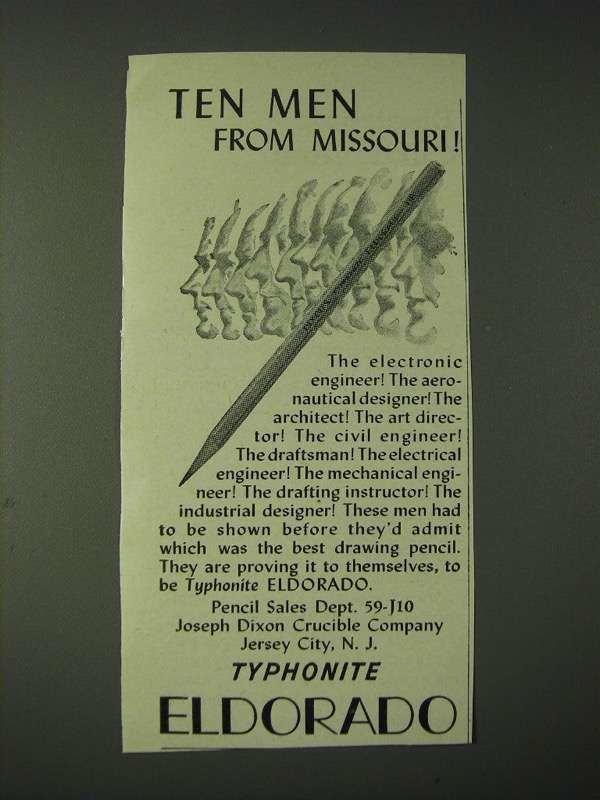 TEN MEN
FROM MISSOURI!
The electronic
engineer! The aero-
nautical designer! The
architect! The art direc-
tor! The civil engineer!
The draftsman! The electrical
engineer! The mechanical engi-
neer! The drafting instructor! The
industrial designer! These men had
to be shown before they'd admit
which was the best drawing pencil.
They are proving it to themselves, to
be Typhonite ELDORADO.
Pencil Sales Dept. 59-J10
Joseph Dixon Crucible Company
Jersey City, N. J.
TYPHONITE
ELDORADO